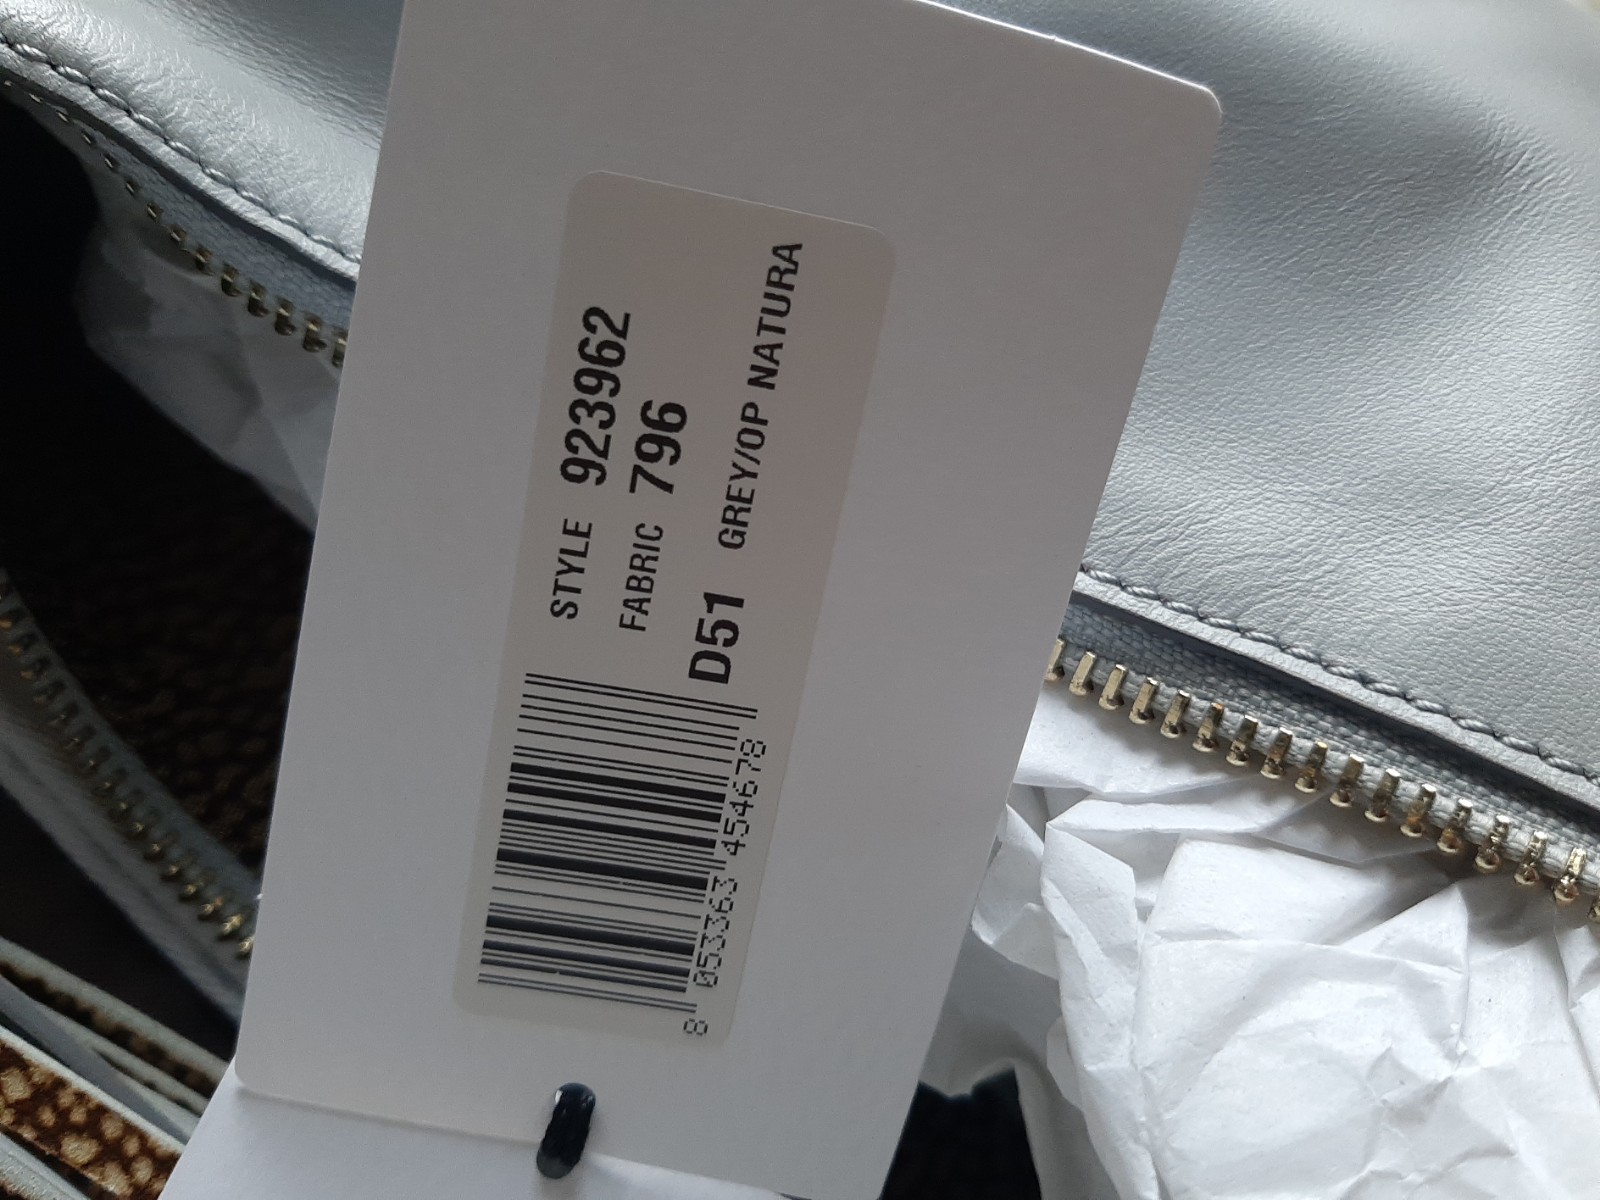 STYLE 923962
FABRIC 796
D51 GREY/OP NATURA
8 053363 454678